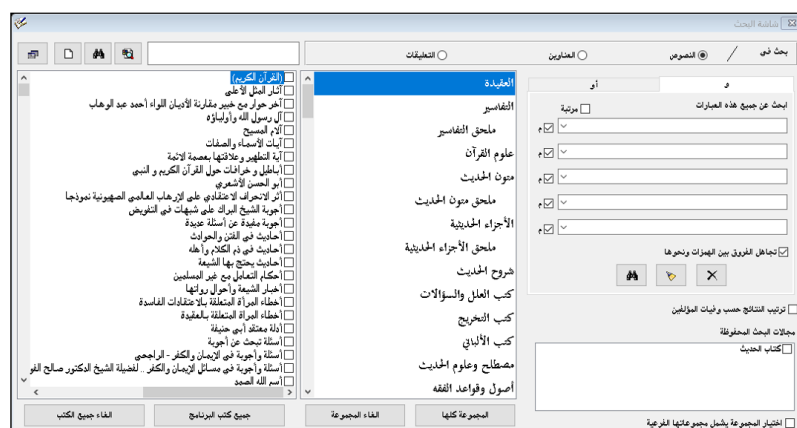 شاشة البحث
بحث في
النصوص
العناوين
التعليقات
و
أو
ابحث عن جميع هذه العبارات
مرتبة
م
م
م
م
م
تجاهل الفروق بين الهمزات ونحوها
ترتيب النتائج حسب وفيات المؤلفين
مجالات البحث المحفوظة
كتاب الحديث
اختيار المجموعة يشمل مجموعاتها الفرعية
العقيدة
التفاسير
ملحق التفاسير
علوم القرآن
متون الحديث
ملحق متون الحديث
الأجزاء الحديثية
ملحق الأجزاء الحديثية
شروح الحديث
كتب العلل والسؤالات
كتب التخريج
كتب الألباني
مصطلح وعلوم الحديث
أصول وقواعد الفقه
المجموعة كلها
الغاء المجموعة
(القرآن الكريم)
آثار المثل الأعلى
آخر حوار مع خبير مقارنة الأديان اللواء أحمد عبد الوهاب
آل رسول الله وأولياؤه
آلام المسيح
آيات الأسماء والصفات
آية التطهير وعلاقتها بعصمة الائمة
أباطيل و خرافات حول القرآن الكريم و النبي
أبو الحسن الأشعري
أثر الانحراف الاعتقادي على الإرهاب العالمي الصهيونية نموذجا
أجوبة الشيخ البراك على شبهات في التفويض
أجوبة مفيدة عن أسئلة عديدة
أحاديث في الفتن والحوادث
أحاديث في ذم الكلام وأهله
أحاديث يحتج بها الشيعة
أحكام التعامل مع غير المسلمين
أخبار الشيعة وأحوال رواتها
أخطاء المرأة المتعلقة بالاعتقادات الفاسدة
أخطاء المرأة المتعلقة بالعقيدة
أدلة معتقد أبي حنيفة
أسئلة تبحث عن أجوبة
أسئلة وأجوبة في الإيمان والكفر - الراجحي
أسئلة وأجوبة في مسائل الإيمان والكفر .. لفضيلة الشيخ الدكتور صالح الفو
أسم الله الصمد
جميع كتب البرنامج
الغاء جميع الكتب